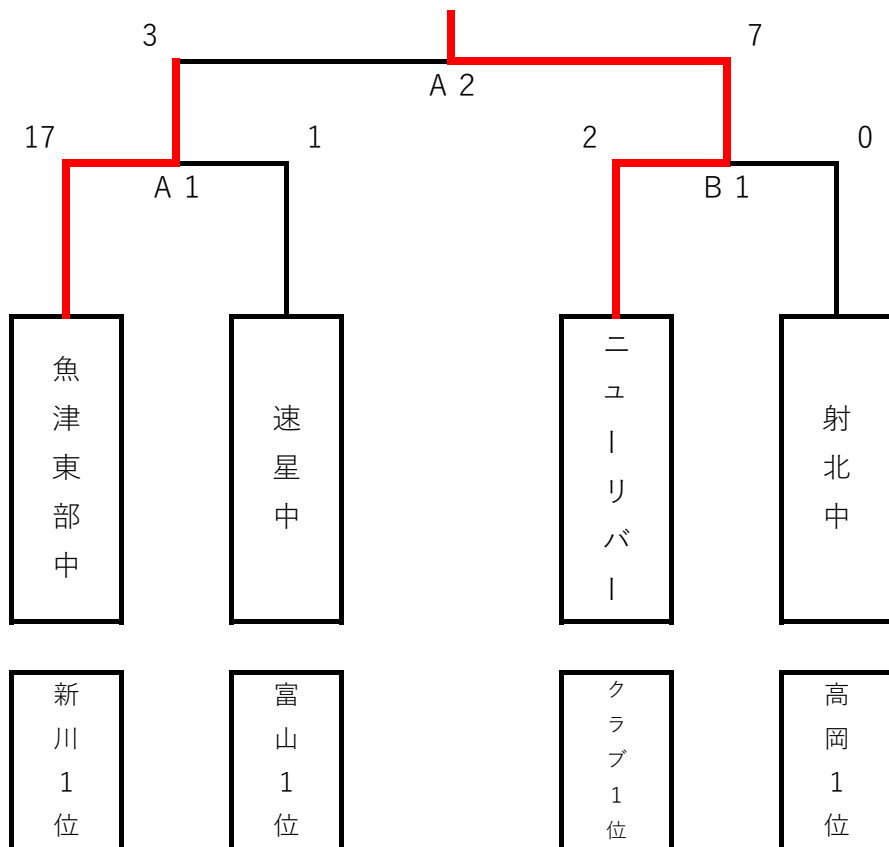 3
7
A 2
17
1
2
0
A 1
B 1
魚津東部中
速星中
ニューリバー
射北中
新川1位
富山1位
クラブ1位
高岡1位